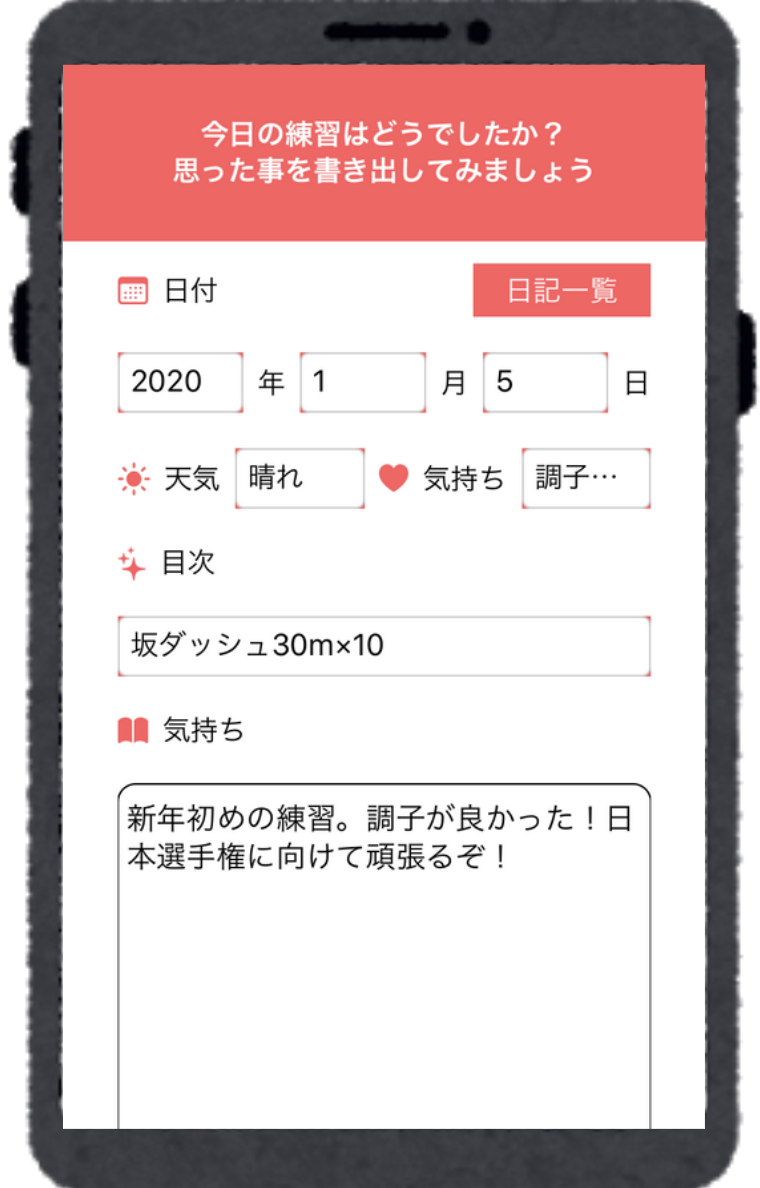 今日の練習はどうでしたか？
思った事を書き出してみましょう
日付 日記一覧
2020 年 1 月 5 日
天気 晴れ 気持ち 調子…
目次
坂ダッシュ30m×10
気持ち
新年初めの練習。調子が良かった！日
本選手権に向けて頑張るぞ！